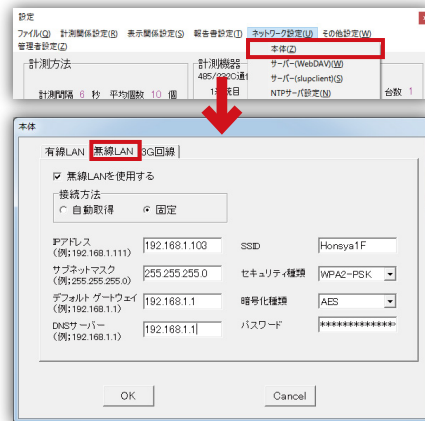 設定
ファイル(O) 計測関係設定(R) 表示関係設定(S) 報告書設定(T) ネットワーク設定(U) その他設定(W)
管理者設定(Z)
本体(Z)
サーバー(WebDAV)(W)
サーバー(slupclient)(S)
NTPサーバ設定(N)
計測方法
計測機器
485/232C通
計測間隔 6 秒 平均個数 10 個
台数 1
本体
有線LAN 無線LAN 3G回線
無線LANを使用する
接続方法
自動取得 固定
IPアドレス
(例;192.168.1.111)
192.168.1.103
SSID
Honsya1F
サブネットマスク
(例;255.255.255.0)
255.255.255.0
セキュリティ種類
WPA2-PSK
デフォルト ゲートウェイ
(例;192.168.1.1)
192.168.1.1
暗号化種類
AES
DNSサーバー
(例;192.168.1.1)
192.168.1.1
パスワード
*************
OK
Cancel